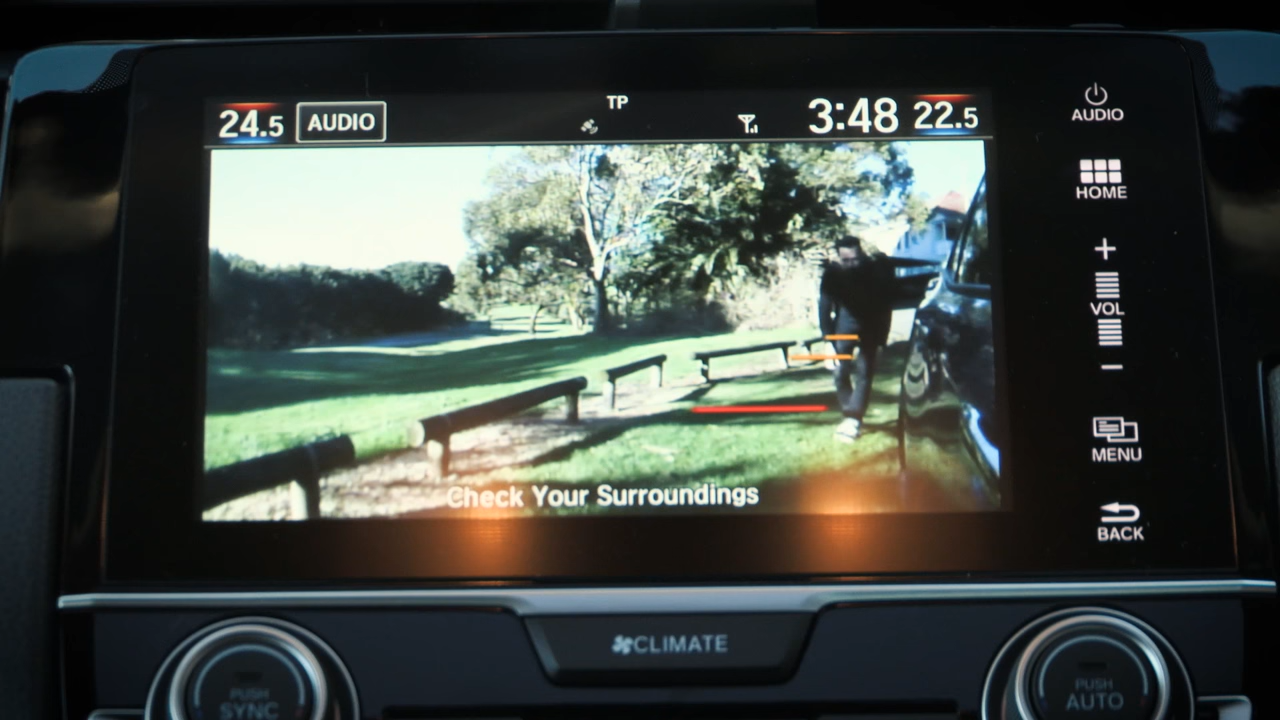 TP
24.5 AUDIO 3:48 22.5
AUDIO
HOME
+
VOL
−
MENU
BACK
Check Your Surroundings
CLIMATE
PUSH
SYNC
PUSH
AUTO